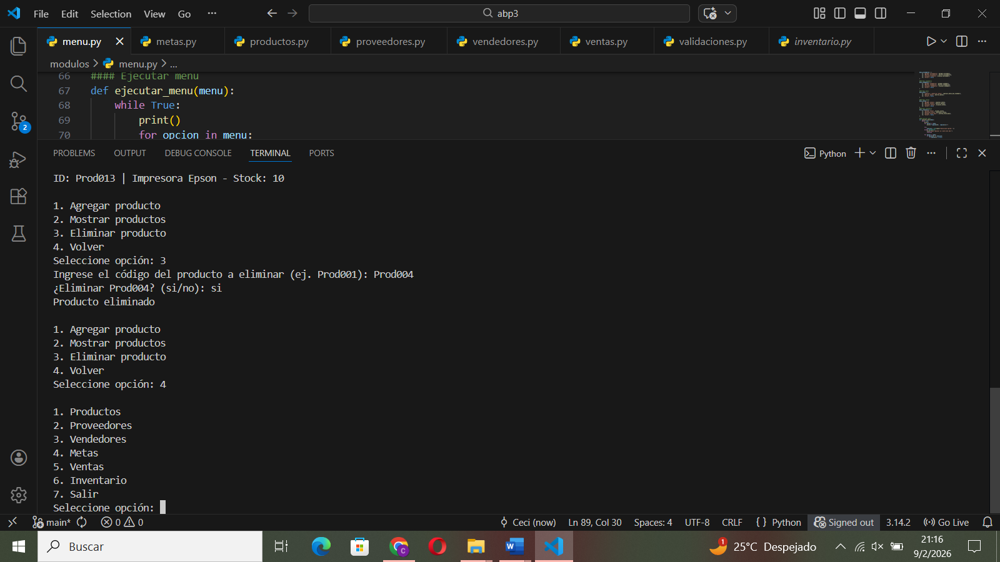 File Edit Selection View Go ··· abp3
menu.py metas.py productos.py proveedores.py vendedores.py ventas.py validaciones.py inventario.py
modulos > menu.py > ...
66 #### Ejecutar menu
67 def ejecutar_menu(menu):
68 while True:
69 print()
70 for opcion in menu:
PROBLEMS OUTPUT DEBUG CONSOLE TERMINAL PORTS Python
ID: Prod013 | Impresora Epson - Stock: 10
1. Agregar producto
2. Mostrar productos
3. Eliminar producto
4. Volver
Seleccione opción: 3
Ingrese el código del producto a eliminar (ej. Prod001): Prod004
¿Eliminar Prod004? (si/no): si
Producto eliminado
1. Agregar producto
2. Mostrar productos
3. Eliminar producto
4. Volver
Seleccione opción: 4
1. Productos
2. Proveedores
3. Vendedores
4. Metas
5. Ventas
6. Inventario
7. Salir
Seleccione opción:
2
main* 0 0 Ceci (now) Ln 89, Col 30 Spaces: 4 UTF-8 CRLF {} Python Signed out 3.14.2 Go Live
Buscar 1 25°C Despejado 21:16
9/2/2026